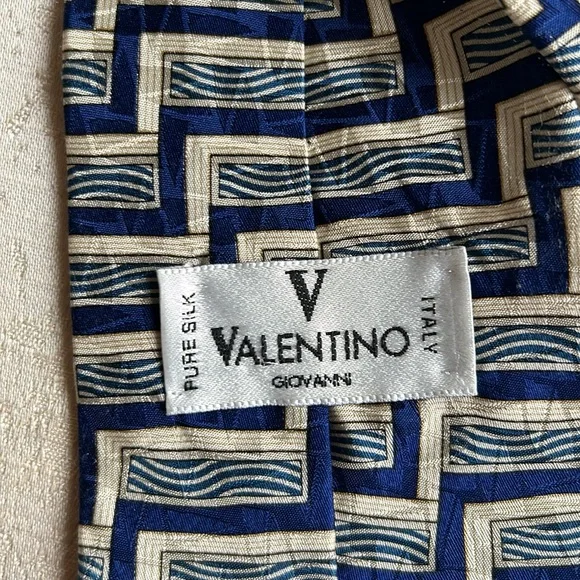 V
VALENTINO
GIOVANNI
PURE SILK
ITALY